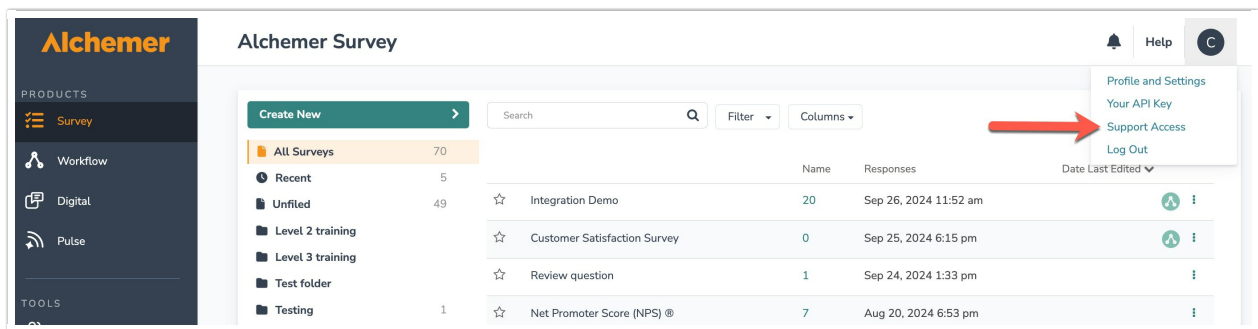 Alchemer
Alchemer Survey
Help
C
PRODUCTS
Survey
Workflow
Digital
Pulse
TOOLS
Profile and Settings
Your API Key
Support Access
Log Out
Create New
Search
Filter
Columns
All Surveys 70
Recent 5
Unfiled 49
Level 2 training
Level 3 training
Test folder
Testing 1
Name Responses Date Last Edited
Integration Demo 20 Sep 26, 2024 11:52 am
Customer Satisfaction Survey 0 Sep 25, 2024 6:15 pm
Review question 1 Sep 24, 2024 1:33 pm
Net Promoter Score (NPS) ® 7 Aug 20, 2024 6:53 pm